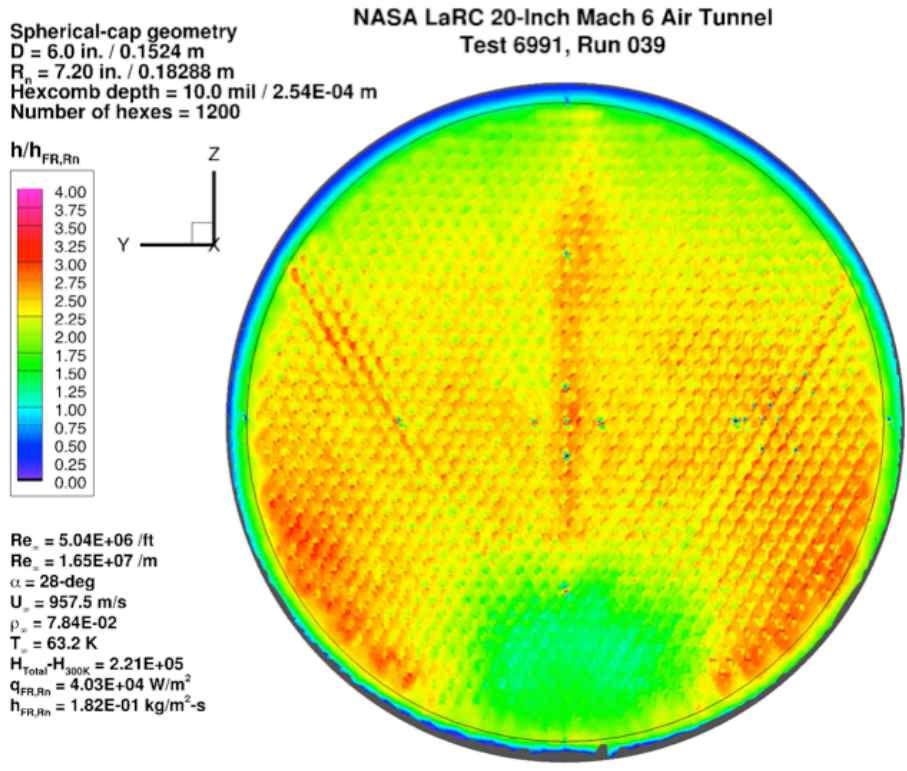 NASA LaRC 20-Inch Mach 6 Air Tunnel
Test 6991, Run 039
Spherical-cap geometry
D = 6.0 in. / 0.1524 m
Rₙ = 7.20 in. / 0.18288 m
Hexcomb depth = 10.0 mil / 2.54E-04 m
Number of hexes = 1200
h/h_FR,Rn
4.00
3.75
3.50
3.25
3.00
2.75
2.50
2.25
2.00
1.75
1.50
1.25
1.00
0.75
0.50
0.25
0.00
Z
Y
X
Re∞ = 5.04E+06 /ft
Re∞ = 1.65E+07 /m
α = 28-deg
U∞ = 957.5 m/s
ρ∞ = 7.84E-02
T∞ = 63.2 K
H_Total-H_300K = 2.21E+05
q_FR,Rn = 4.03E+04 W/m²
h_FR,Rn = 1.82E-01 kg/m²-s